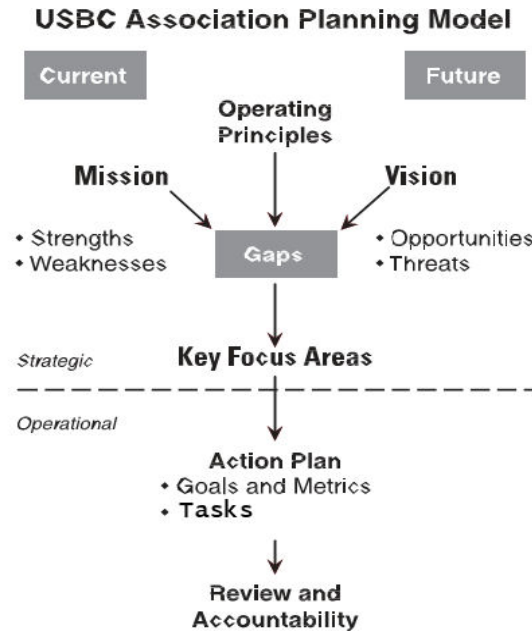 USBC Association Planning Model
Current
Future
Operating
Principles
Mission
Vision
• Strengths
• Weaknesses
Gaps
• Opportunities
• Threats
Strategic
Key Focus Areas
Operational
Action Plan
• Goals and Metrics
• Tasks
Review and
Accountability